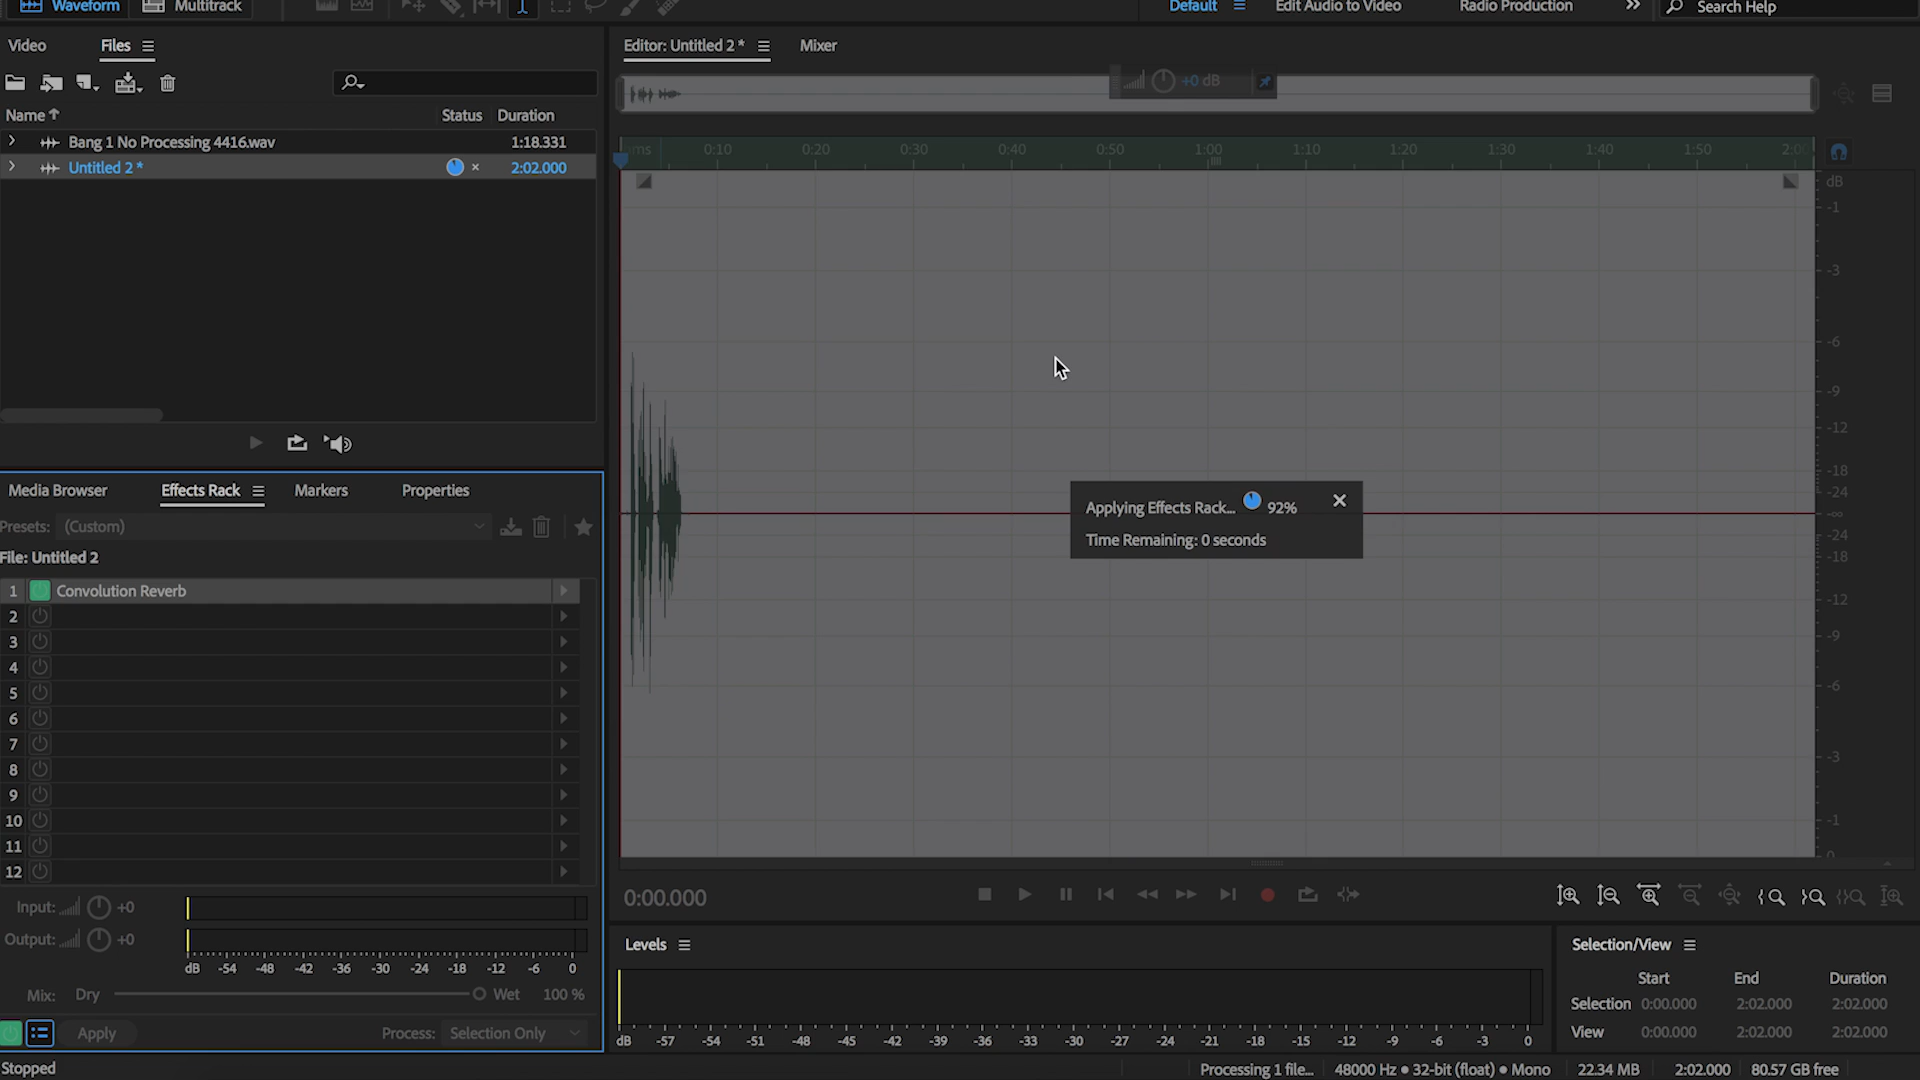 Waveform Multitrack
Default Edit Audio to Video Radio Production Search Help
Video Files
Name Status Duration
Bang 1 No Processing 4416.wav 1:18.331
Untitled 2 * 2:02.000
Media Browser Effects Rack Markers Properties
Presets: (Custom)
File: Untitled 2
1 Convolution Reverb
2
3
4
5
6
7
8
9
10
11
12
Input: +0
Output: +0
dB -54 -48 -42 -36 -30 -24 -18 -12 -6 0
Mix: Dry Wet 100 %
Apply Process: Selection Only
Stopped
Editor: Untitled 2 * Mixer
+0 dB
hms 0:10 0:20 0:30 0:40 0:50 1:00 1:10 1:20 1:30 1:40 1:50 2:00
dB
-1
-3
-6
-9
-12
-18
-24
-∞
-24
-18
-12
-9
-6
-3
-1
0
Applying Effects Rack... 92%
Time Remaining: 0 seconds
0:00.000
Levels
dB -57 -54 -51 -48 -45 -42 -39 -36 -33 -30 -27 -24 -21 -18 -15 -12 -9 -6 -3 0
Selection/View
Start End Duration
Selection 0:00.000 2:02.000 2:02.000
View 0:00.000 2:02.000 2:02.000
Processing 1 file... 48000 Hz ● 32-bit (float) ● Mono 22.34 MB 2:02.000 80.57 GB free